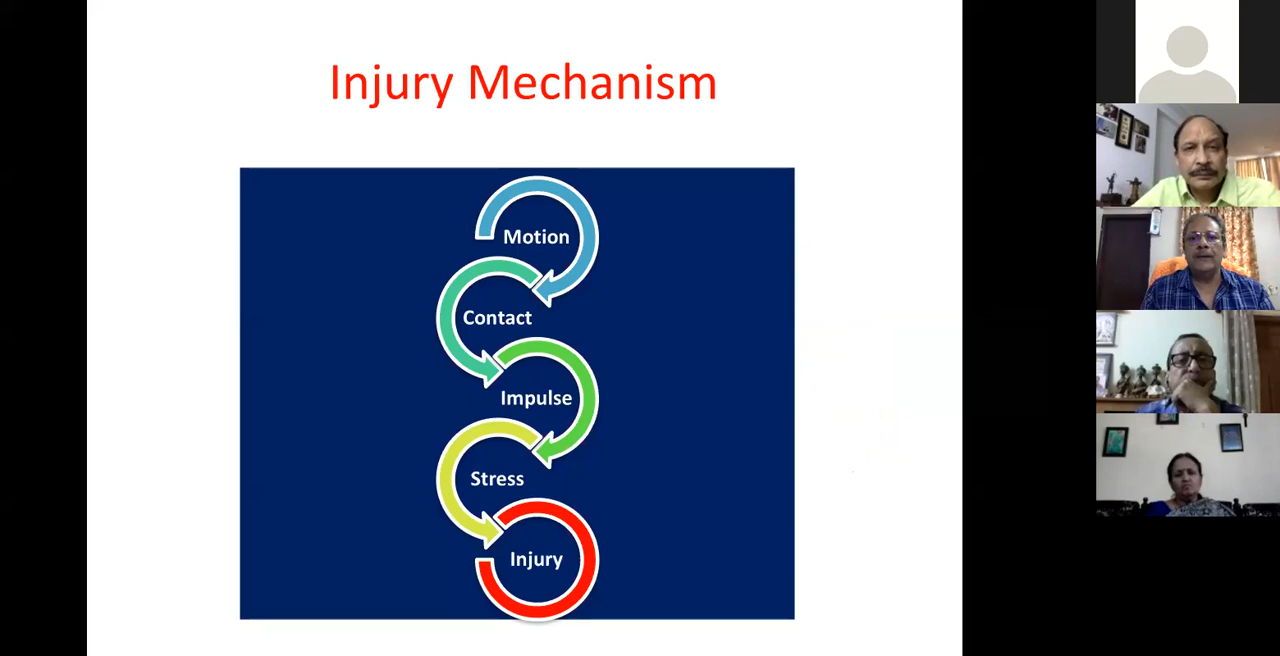 Injury Mechanism
Motion
Contact
Impulse
Stress
Injury